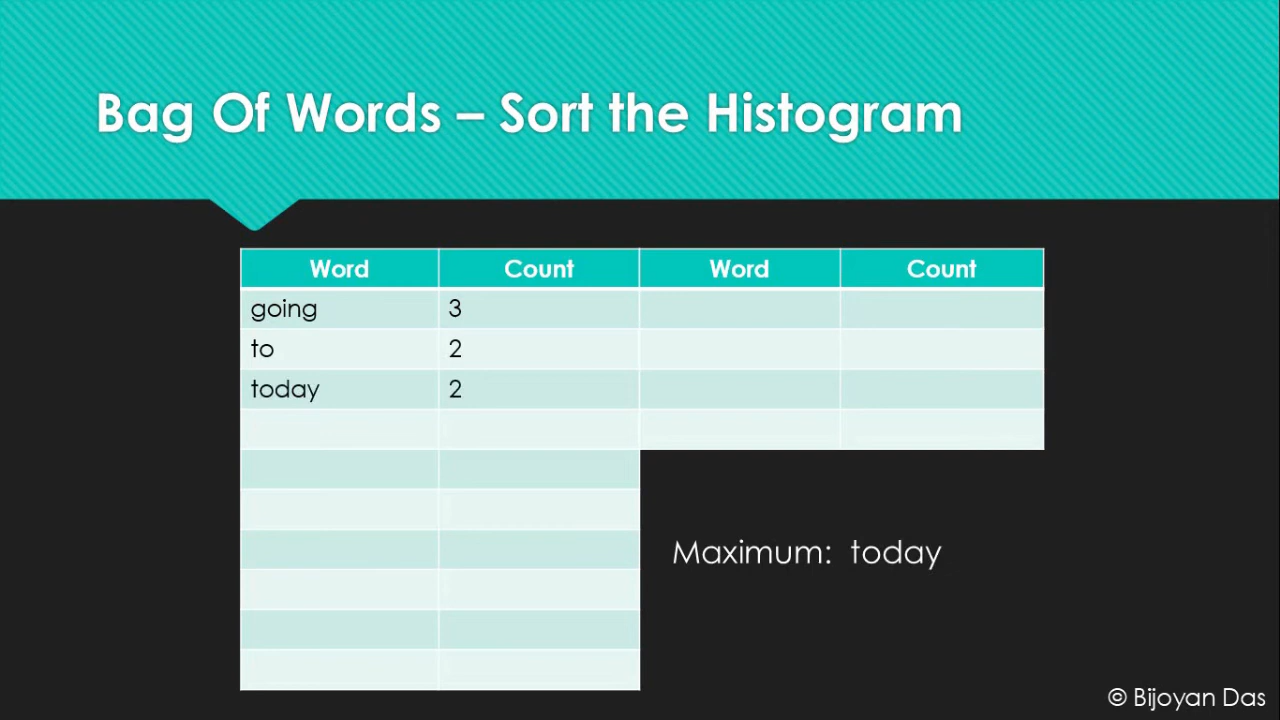 Bag Of Words – Sort the Histogram
Word Count Word Count
going 3
to 2
today 2
Maximum: today
© Bijoyan Das